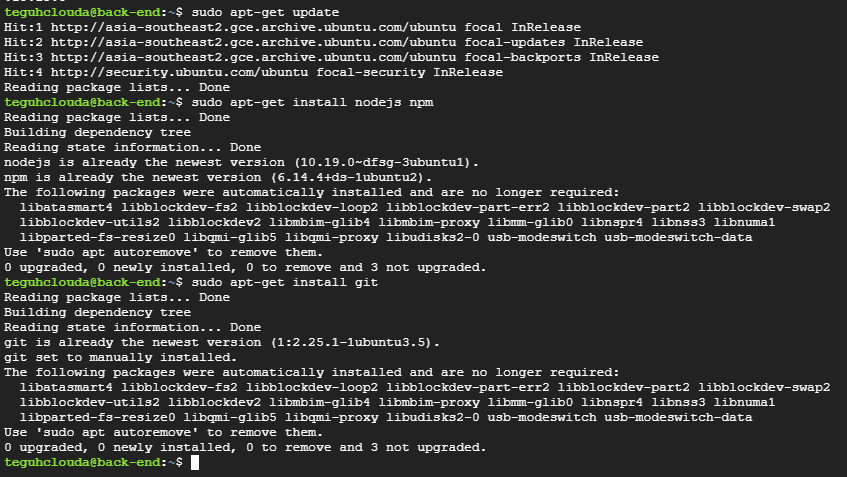 teguhclouda@back-end:~$ sudo apt-get update
Hit:1 http://asia-southeast2.gce.archive.ubuntu.com/ubuntu focal InRelease
Hit:2 http://asia-southeast2.gce.archive.ubuntu.com/ubuntu focal-updates InRelease
Hit:3 http://asia-southeast2.gce.archive.ubuntu.com/ubuntu focal-backports InRelease
Hit:4 http://security.ubuntu.com/ubuntu focal-security InRelease
Reading package lists... Done
teguhclouda@back-end:~$ sudo apt-get install nodejs npm
Reading package lists... Done
Building dependency tree
Reading state information... Done
nodejs is already the newest version (10.19.0~dfsg-3ubuntu1).
npm is already the newest version (6.14.4+ds-1ubuntu2).
The following packages were automatically installed and are no longer required:
  libatasmart4 libblockdev-fs2 libblockdev-loop2 libblockdev-part-err2 libblockdev-part2 libblockdev-swap2
  libblockdev-utils2 libblockdev2 libmbim-glib4 libmbim-proxy libmm-glib0 libnspr4 libnss3 libnuma1
  libparted-fs-resize0 libqmi-glib5 libqmi-proxy libudisks2-0 usb-modeswitch usb-modeswitch-data
Use 'sudo apt autoremove' to remove them.
0 upgraded, 0 newly installed, 0 to remove and 3 not upgraded.
teguhclouda@back-end:~$ sudo apt-get install git
Reading package lists... Done
Building dependency tree
Reading state information... Done
git is already the newest version (1:2.25.1-1ubuntu3.5).
git set to manually installed.
The following packages were automatically installed and are no longer required:
  libatasmart4 libblockdev-fs2 libblockdev-loop2 libblockdev-part-err2 libblockdev-part2 libblockdev-swap2
  libblockdev-utils2 libblockdev2 libmbim-glib4 libmbim-proxy libmm-glib0 libnspr4 libnss3 libnuma1
  libparted-fs-resize0 libqmi-glib5 libqmi-proxy libudisks2-0 usb-modeswitch usb-modeswitch-data
Use 'sudo apt autoremove' to remove them.
0 upgraded, 0 newly installed, 0 to remove and 3 not upgraded.
teguhclouda@back-end:~$